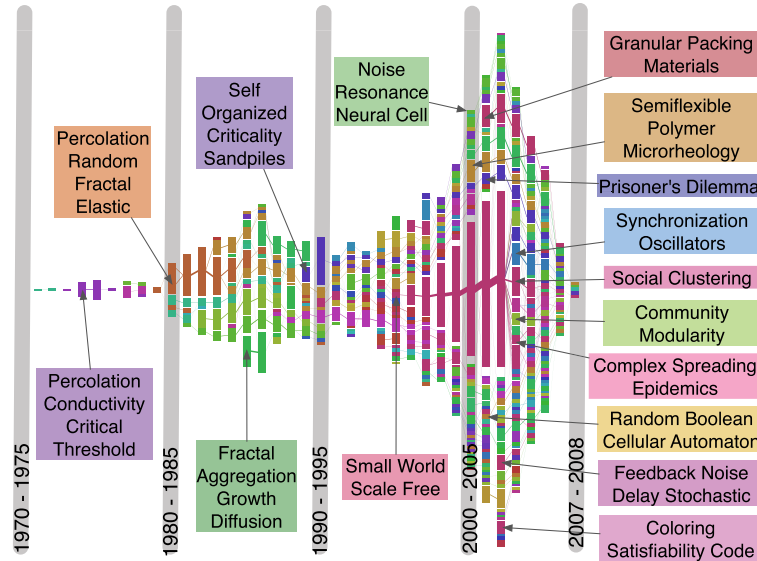 Percolation
Random
Fractal
Elastic
Self
Organized
Criticality
Sandpiles
Noise
Resonance
Neural Cell
Granular Packing
Materials
Semiflexible
Polymer
Microrheology
Prisoner's Dilemma
Synchronization
Oscillators
Social Clustering
Community
Modularity
Complex Spreading
Epidemics
Random Boolean
Cellular Automaton
Feedback Noise
Delay Stochastic
Coloring
Satisfiability Code
Percolation
Conductivity
Critical
Threshold
Fractal
Aggregation
Growth
Diffusion
Small World
Scale Free
1970 - 1975
1980 - 1985
1990 - 1995
2000 - 2005
2007 - 2008